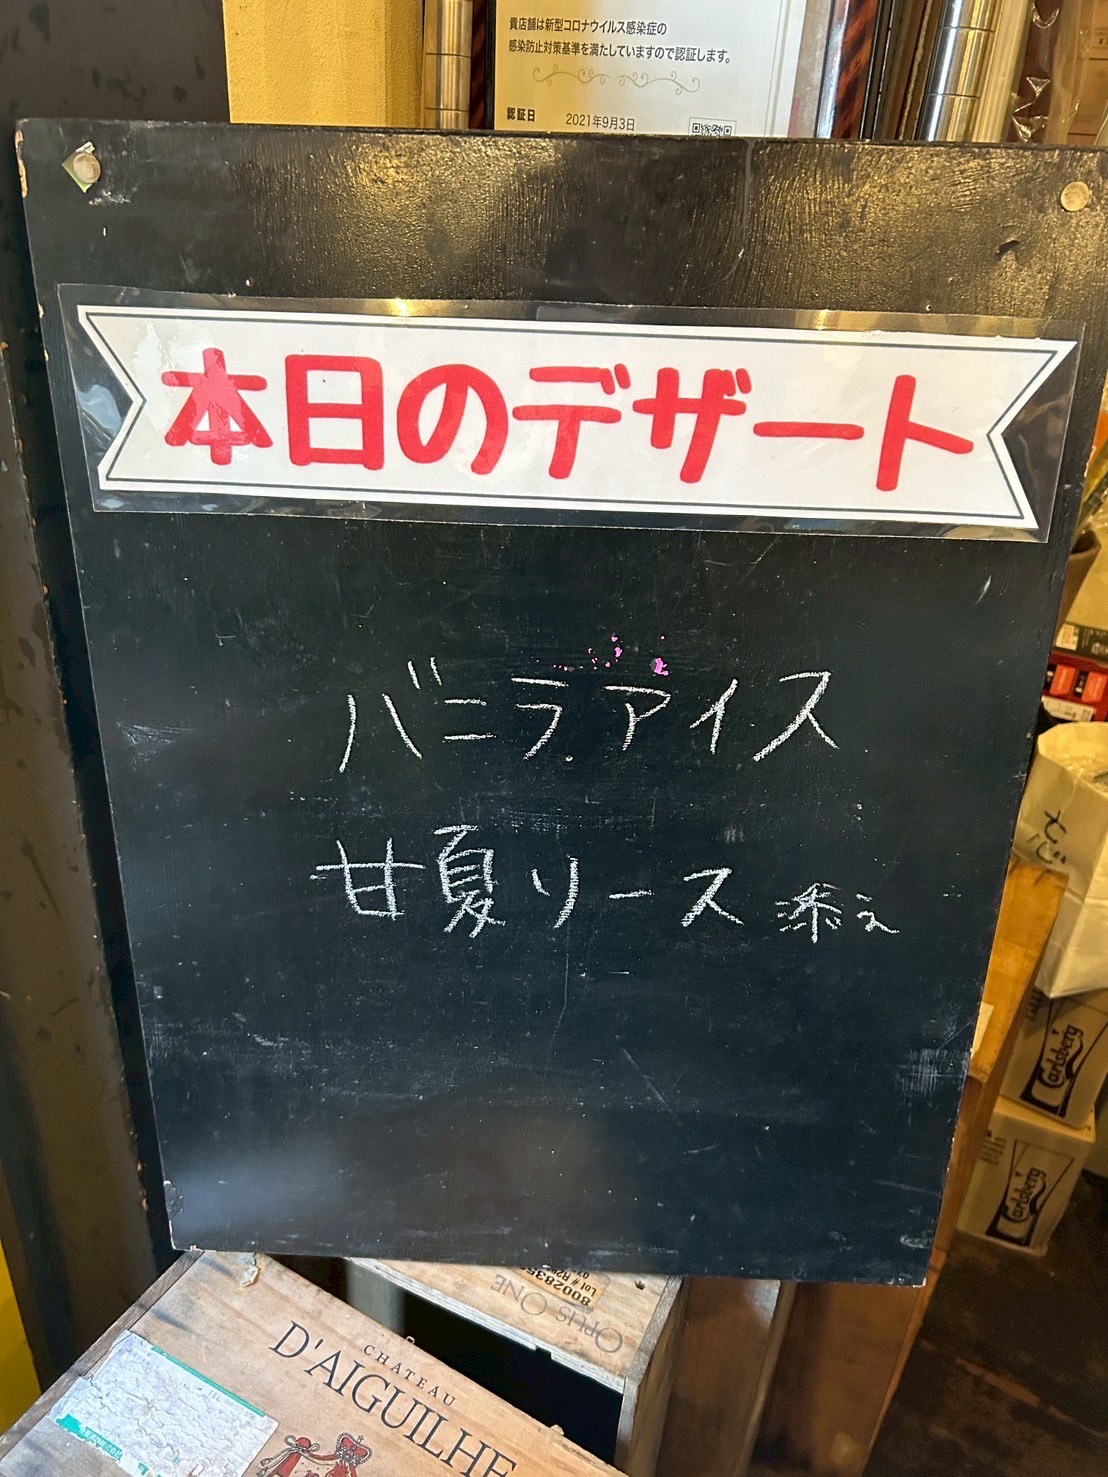 貴店舗は新型コロナウイルス感染症の
感染防止対策基準を満たしていますので認証します。
認証日 2021年9月3日
本日のデザート
バニラアイス
甘夏ソース 添え
Carlsberg
Carlsberg
OPUS ONE
CHATEAU
D'AIGUILHE